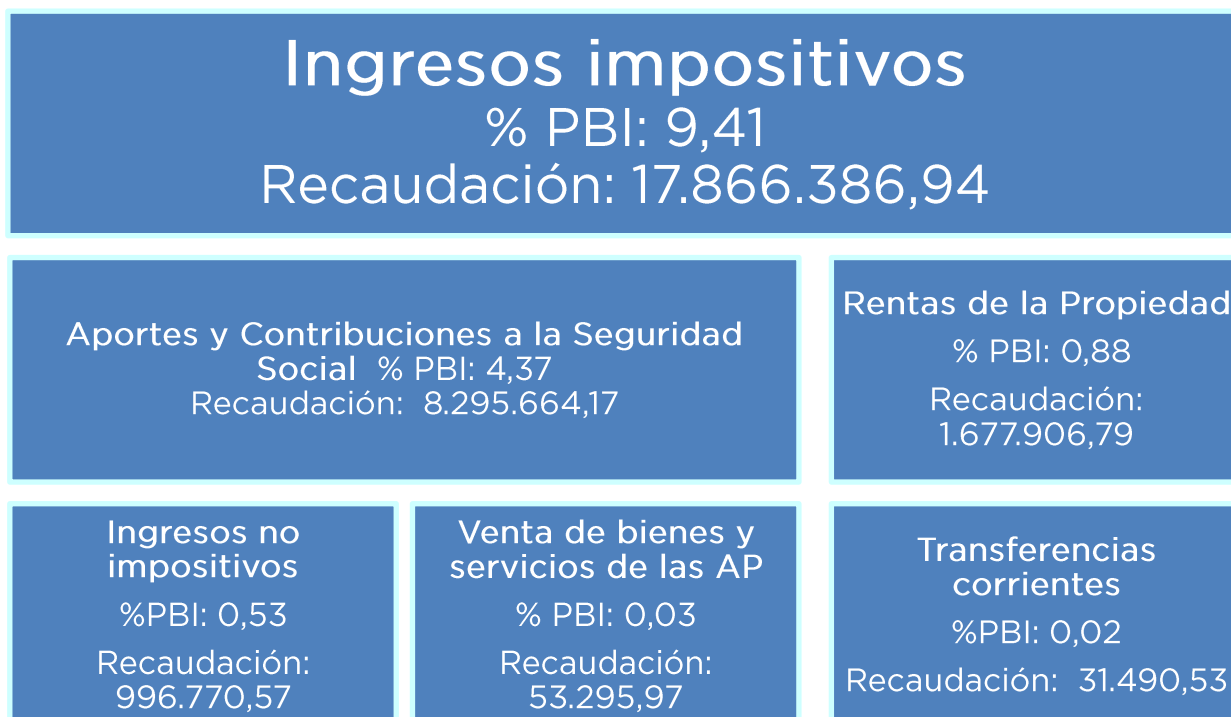 Ingresos impositivos
% PBI: 9,41
Recaudación: 17.866.386,94
Aportes y Contribuciones a la Seguridad
Social % PBI: 4,37
Recaudación: 8.295.664,17
Rentas de la Propiedad
% PBI: 0,88
Recaudación:
1.677.906,79
Ingresos no
impositivos
%PBI: 0,53
Recaudación:
996.770,57
Venta de bienes y
servicios de las AP
% PBI: 0,03
Recaudación:
53.295,97
Transferencias
corrientes
%PBI: 0,02
Recaudación: 31.490,53